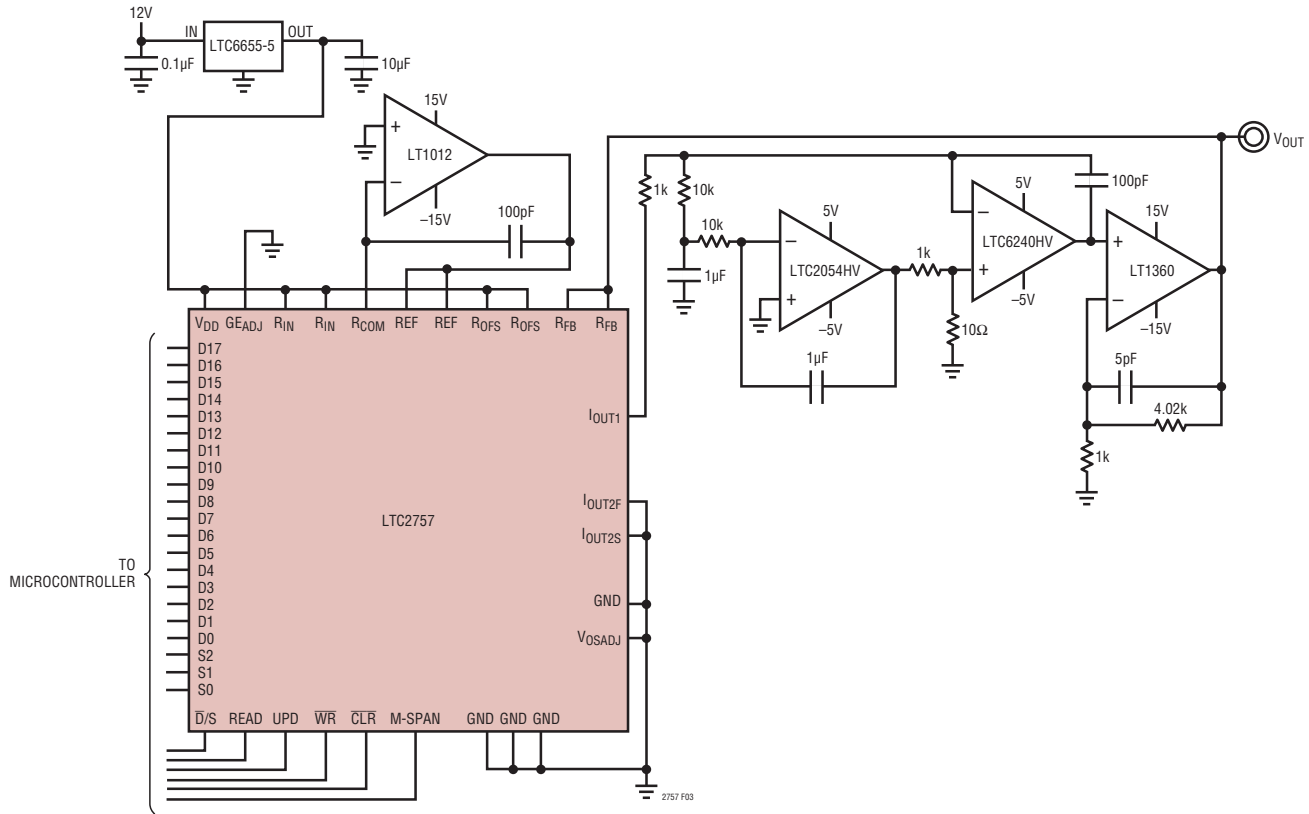 12V
IN
LTC6655-5
OUT
0.1µF
10µF
15V
+
LT1012
–
–15V
100pF
1k
10k
10k
1µF
5V
–
LTC2054HV
+
–5V
1µF
1k
10Ω
5V
–
LTC6240HV
+
–5V
100pF
15V
+
LT1360
–
–15V
5pF
4.02k
1k
VOUT
VDD GEADJ RIN RIN RCOM REF REF ROFS ROFS RFB RFB
D17
D16
D15
D14
D13
D12
D11
D10
D9
D8
D7
D6
D5
D4
D3
D2
D1
D0
S2
S1
S0
TO
MICROCONTROLLER
LTC2757
IOUT1
IOUT2F
IOUT2S
GND
VOSADJ
D̅/S READ UPD W̅R̅ C̅L̅R̅ M-SPAN GND GND GND
2757 F03